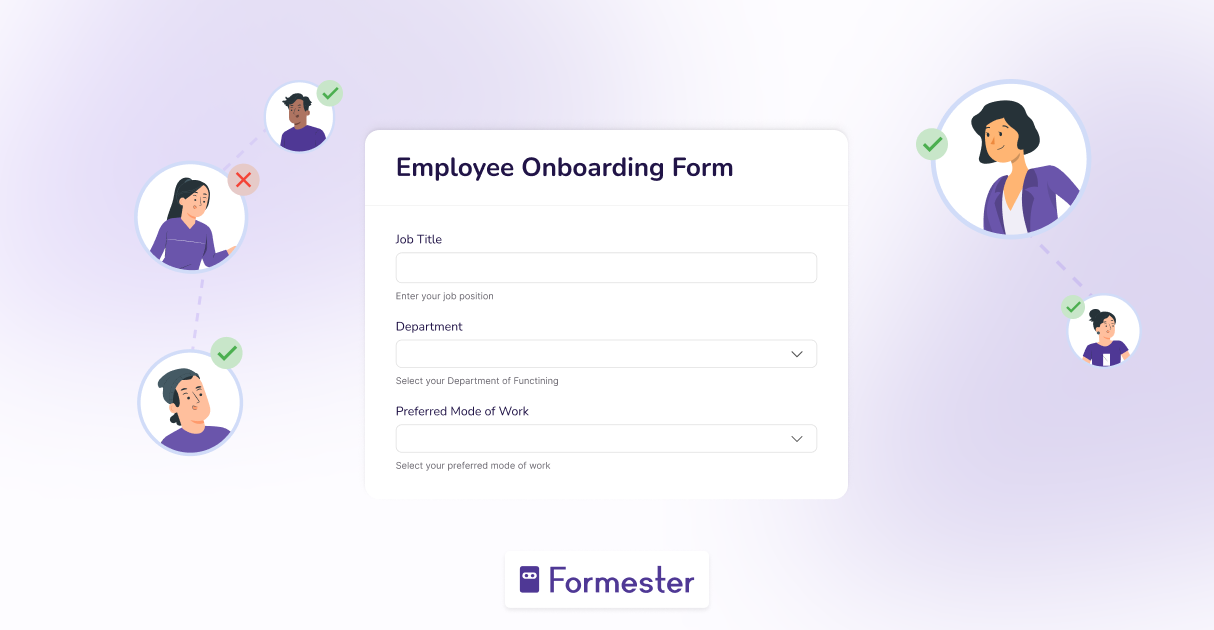 Employee Onboarding Form
Job Title
Enter your job position
Department
Select your Department of Functining
Preferred Mode of Work
Select your preferred mode of work
Formester